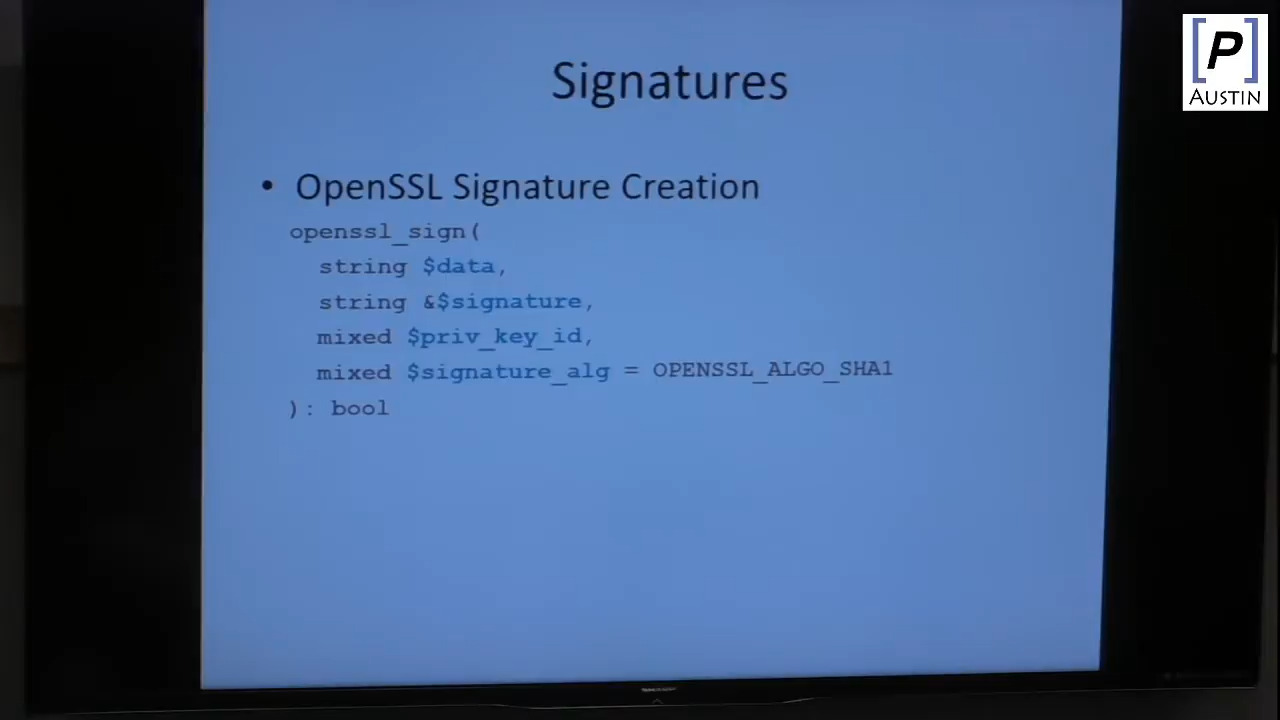 [P]
AUSTIN
Signatures
• OpenSSL Signature Creation
openssl_sign(
string $data,
string &$signature,
mixed $priv_key_id,
mixed $signature_alg = OPENSSL_ALGO_SHA1
): bool